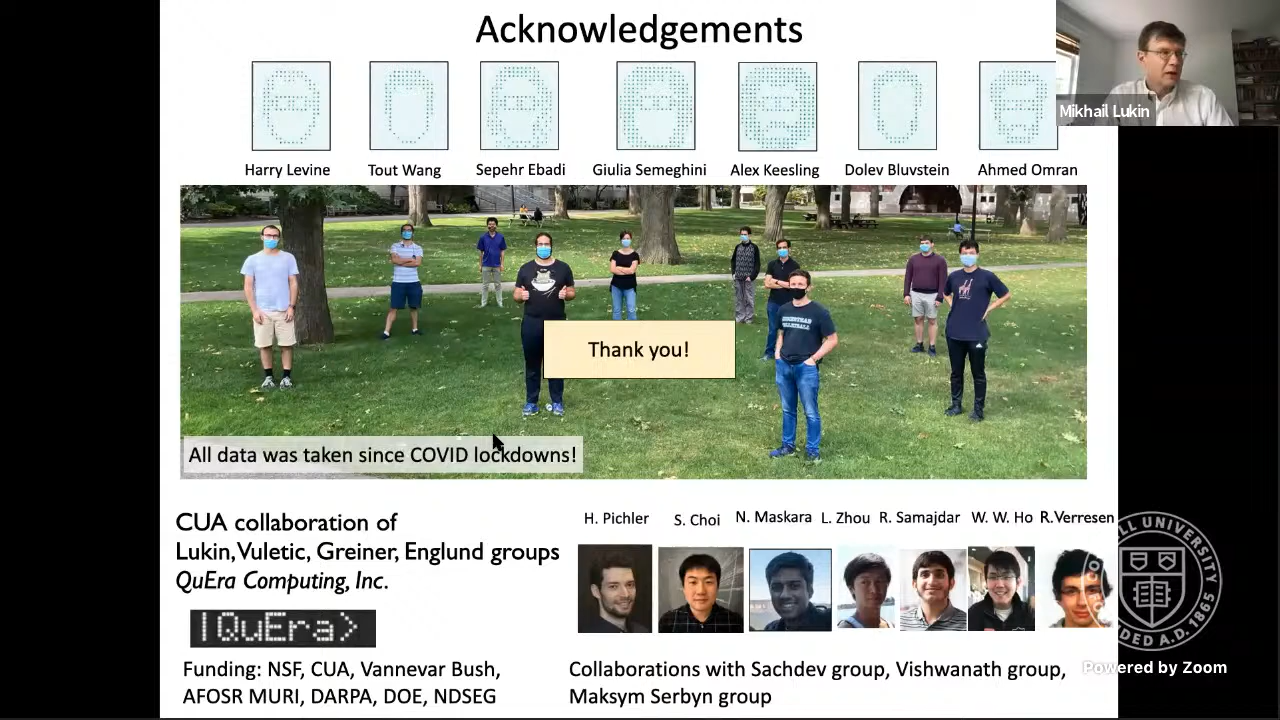 Acknowledgements
Mikhail Lukin
Harry Levine
Tout Wang
Sepehr Ebadi
Giulia Semeghini
Alex Keesling
Dolev Bluvstein
Ahmed Omran
Thank you!
All data was taken since COVID lockdowns!
CUA collaboration of
Lukin, Vuletic, Greiner, Englund groups
QuEra Computing, Inc.
|QuEra>
Funding: NSF, CUA, Vannevar Bush,
AFOSR MURI, DARPA, DOE, NDSEG
H. Pichler
S. Choi
N. Maskara
L. Zhou
R. Samajdar
W. W. Ho
R.Verresen
Collaborations with Sachdev group, Vishwanath group,
Maksym Serbyn group
UNIVERSITY
A.D. 1865
Powered by Zoom